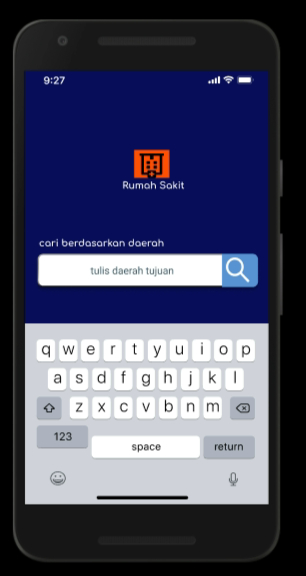 9:27
Rumah Sakit
cari berdasarkan daerah
tulis daerah tujuan
q w e r t y u i o p
a s d f g h j k l
z x c v b n m
123 space return